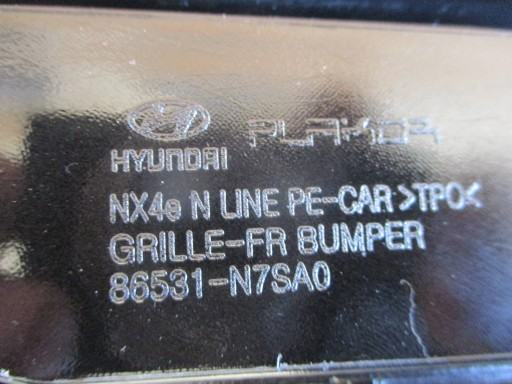 HYUNDAI PLAKOR
NX4e N LINE PE-CAR >TPO<
GRILLE-FR BUMPER
86531-N7SA0